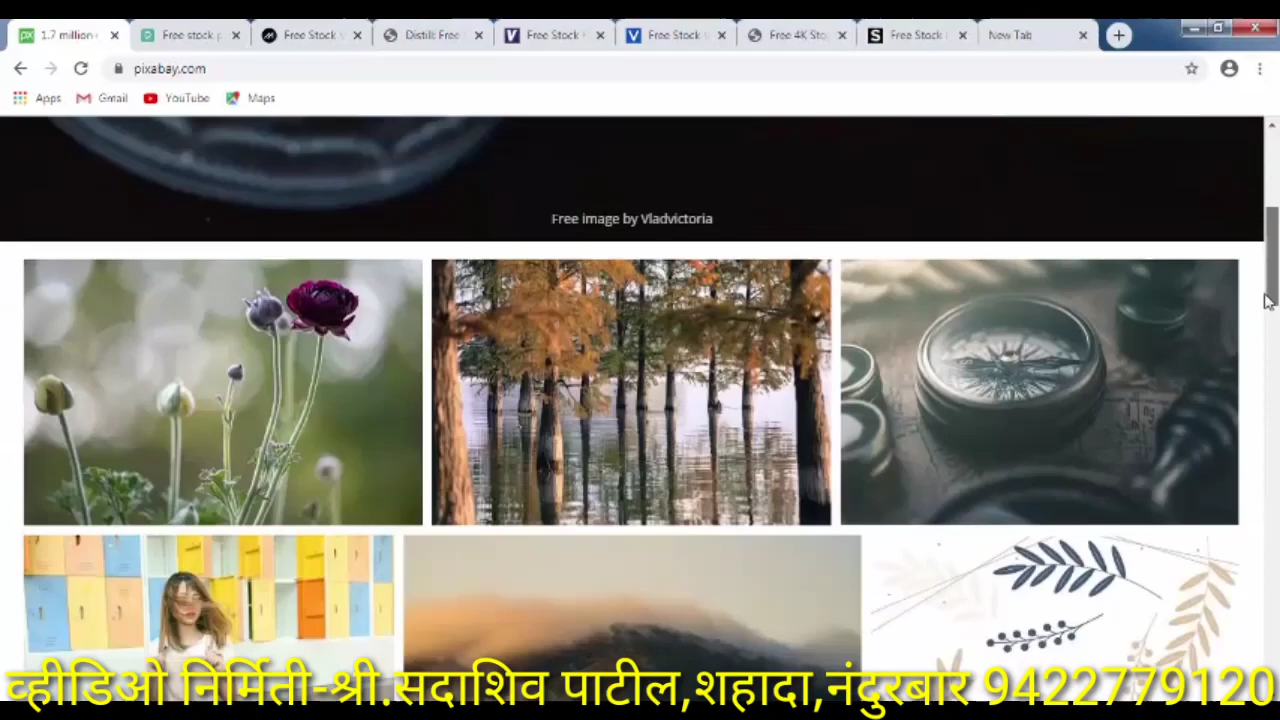 1.7 million
Free stock p
Free Stock v
Distill: Free
Free Stock
Free Stock
Free 4K Sto
Free Stock
New Tab
pixabay.com
Apps Gmail YouTube Maps
Free image by Vladvictoria
व्हीडिओ निर्मिती-श्री.सदाशिव पाटील,शहादा,नंदुरबार 9422779120